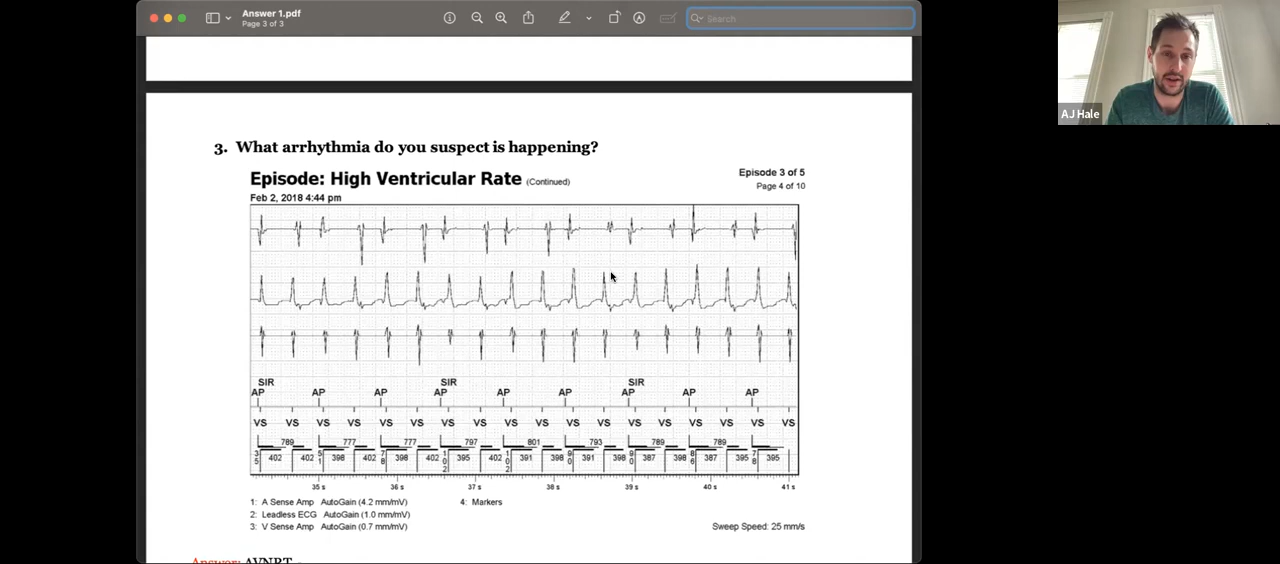 Answer 1.pdf
Page 3 of 3
Search
AJ Hale
3. What arrhythmia do you suspect is happening?
Episode: High Ventricular Rate (Continued)
Episode 3 of 5
Page 4 of 10
Feb 2, 2018 4:44 pm
SIR SIR SIR
AP AP AP AP AP AP AP AP AP
VS VS VS VS VS VS VS VS VS VS VS VS VS VS VS VS VS VS
789 777 777 797 801 793 789 789
402 402 398 402 398 402 395 402 391 398 391 398 387 398 387 395 395
35 s 36 s 37 s 38 s 39 s 40 s 41 s
1: A Sense Amp AutoGain (4.2 mm/mV) 4: Markers
2: Leadless ECG AutoGain (1.0 mm/mV)
3: V Sense Amp AutoGain (0.7 mm/mV) Sweep Speed: 25 mm/s
Answer: AVNRT